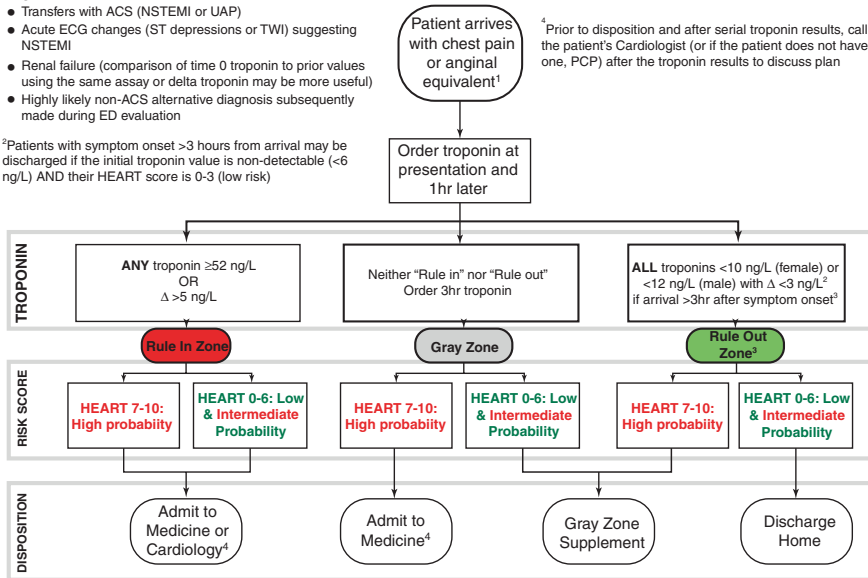 • Transfers with ACS (NSTEMI or UAP)
• Acute ECG changes (ST depressions or TWI) suggesting
NSTEMI
• Renal failure (comparison of time 0 troponin to prior values
using the same assay or delta troponin may be more useful)
• Highly likely non-ACS alternative diagnosis subsequently
made during ED evaluation
²Patients with symptom onset >3 hours from arrival may be
discharged if the initial troponin value is non-detectable (<6
ng/L) AND their HEART score is 0-3 (low risk)
Patient arrives
with chest pain
or anginal
equivalent¹
⁴Prior to disposition and after serial troponin results, call
the patient's Cardiologist (or if the patient does not have
one, PCP) after the troponin results to discuss plan
Order troponin at
presentation and
1hr later
TROPONIN
ANY troponin ≥52 ng/L
OR
Δ >5 ng/L
Neither "Rule in" nor "Rule out"
Order 3hr troponin
ALL troponins <10 ng/L (female) or
<12 ng/L (male) with Δ <3 ng/L²
if arrival >3hr after symptom onset³
Rule In Zone
Gray Zone
Rule Out
Zone³
RISK SCORE
HEART 7-10:
High probabiity
HEART 0-6: Low
& Intermediate
Probability
HEART 7-10:
High probabiity
HEART 0-6: Low
& Intermediate
Probability
HEART 7-10:
High probabiity
HEART 0-6: Low
& Intermediate
Probability
DISPOSITION
Admit to
Medicine or
Cardiology⁴
Admit to
Medicine⁴
Gray Zone
Supplement
Discharge
Home